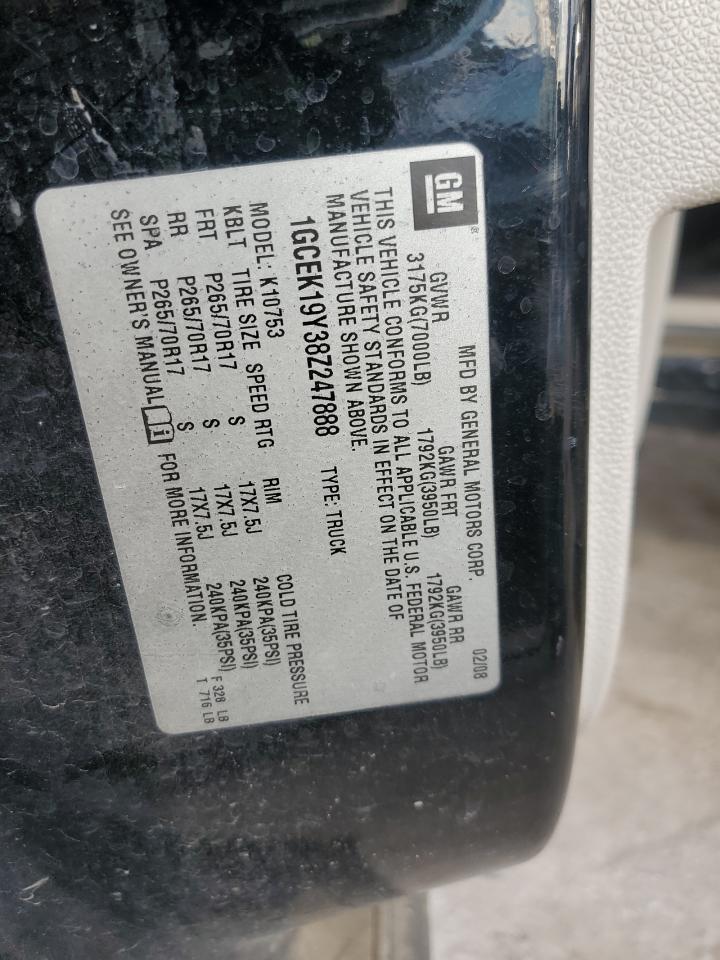 GM ®
MFD BY GENERAL MOTORS CORP. 02/08
GVWR GAWR FRT GAWR RR
3175KG(7000LB) 1792KG(3950LB) 1792KG(3950LB)
THIS VEHICLE CONFORMS TO ALL APPLICABLE U.S. FEDERAL MOTOR
VEHICLE SAFETY STANDARDS IN EFFECT ON THE DATE OF
MANUFACTURE SHOWN ABOVE.
1GCEK19Y38Z247888 TYPE: TRUCK
MODEL: K10753
KBLT TIRE SIZE SPEED RTG RIM COLD TIRE PRESSURE
FRT P265/70R17 S 17X7.5J 240KPA(35PSI)
RR P265/70R17 S 17X7.5J 240KPA(35PSI)
SPA P265/70R17 S 17X7.5J 240KPA(35PSI)
SEE OWNER'S MANUAL FOR MORE INFORMATION.
F 328 LB
T 716 LB